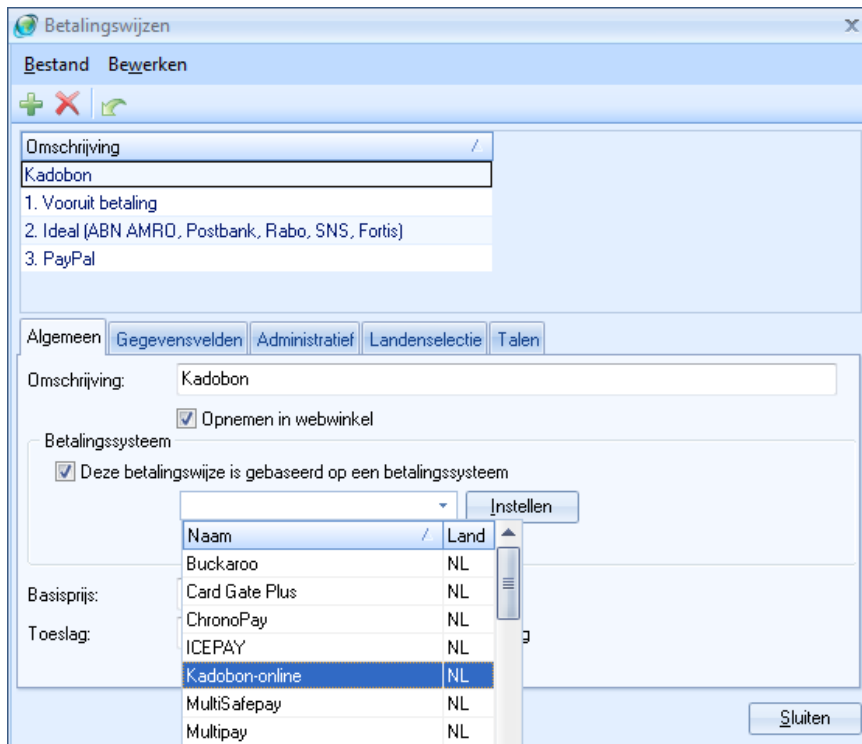 Betalingswijzen
Bestand Bewerken
Omschrijving
Kadobon
1. Vooruit betaling
2. Ideal (ABN AMRO, Postbank, Rabo, SNS, Fortis)
3. PayPal
Algemeen Gegevensvelden Administratief Landenselectie Talen
Omschrijving: Kadobon
Opnemen in webwinkel
Betalingssysteem
Deze betalingswijze is gebaseerd op een betalingssysteem
Instellen
Naam Land
Buckaroo NL
Basisprijs: Card Gate Plus NL
ChronoPay NL
Toeslag: ICEPAY NL g
Kadobon-online NL
MultiSafepay NL
Sluiten
Multipay NL